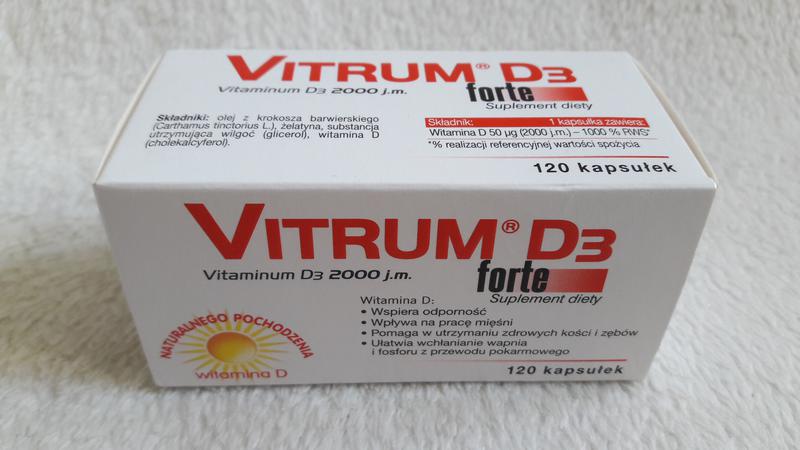 VITRUM® D3
forte
Vitaminum D3 2000 j.m.
Suplement diety
Składniki: olej z krokosza barwierskiego
(Carthamus tinctorius L.), żelatyna, substancja
utrzymująca wilgoć (glicerol), witamina D
(cholekalcyferol).
Składnik: 1 kapsułka zawiera:
Witamina D 50 µg (2000 j.m.) – 1000 % RWS*
*% realizacji referencyjnej wartości spożycia
120 kapsułek
VITRUM® D3
forte
Vitaminum D3 2000 j.m.
Suplement diety
NATURALNEGO POCHODZENIA
witamina D
Witamina D:
• Wspiera odporność
• Wpływa na pracę mięśni
• Pomaga w utrzymaniu zdrowych kości i zębów
• Ułatwia wchłanianie wapnia
i fosforu z przewodu pokarmowego
120 kapsułek